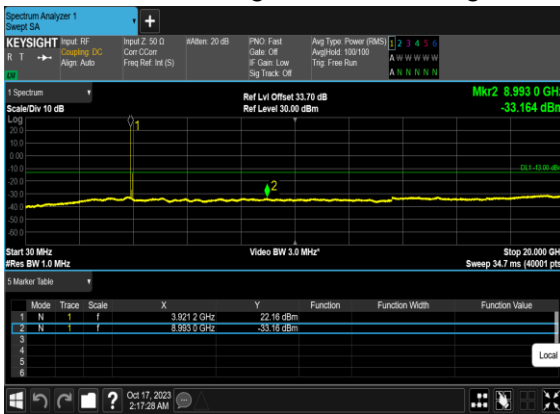 Spectrum Analyzer 1
Swept SA
KEYSIGHT
R T
LV
Input: RF
Coupling: DC
Align: Auto
Input Z: 50 Ω
Corr CCorr
Freq Ref: Int (S)
#Atten: 20 dB
PNO: Fast
Gate: Off
IF Gain: Low
Sig Track: Off
Avg Type: Power (RMS)
Avg|Hold: 100/100
Trig: Free Run
1 2 3 4 5 6
A W W W W W
A N N N N N
1 Spectrum
Scale/Div 10 dB
Ref Lvl Offset 33.70 dB
Ref Level 30.00 dBm
Mkr2 8.993 0 GHz
-33.164 dBm
Log
20.0
10.0
0.00
-10.0
-20.0
-30.0
-40.0
-50.0
-60.0
1
2
DL1 -13.00 dBm
Start 30 MHz
#Res BW 1.0 MHz
Video BW 3.0 MHz*
Stop 20.000 GH
Sweep 34.7 ms (40001 pts
5 Marker Table
Mode Trace Scale X Y Function Function Width Function Value
1 N 1 f 3.921 2 GHz 22.16 dBm
2 N 1 f 8.993 0 GHz -33.16 dBm
3
4
5
6
Local
Oct 17, 2023
2:17:28 AM